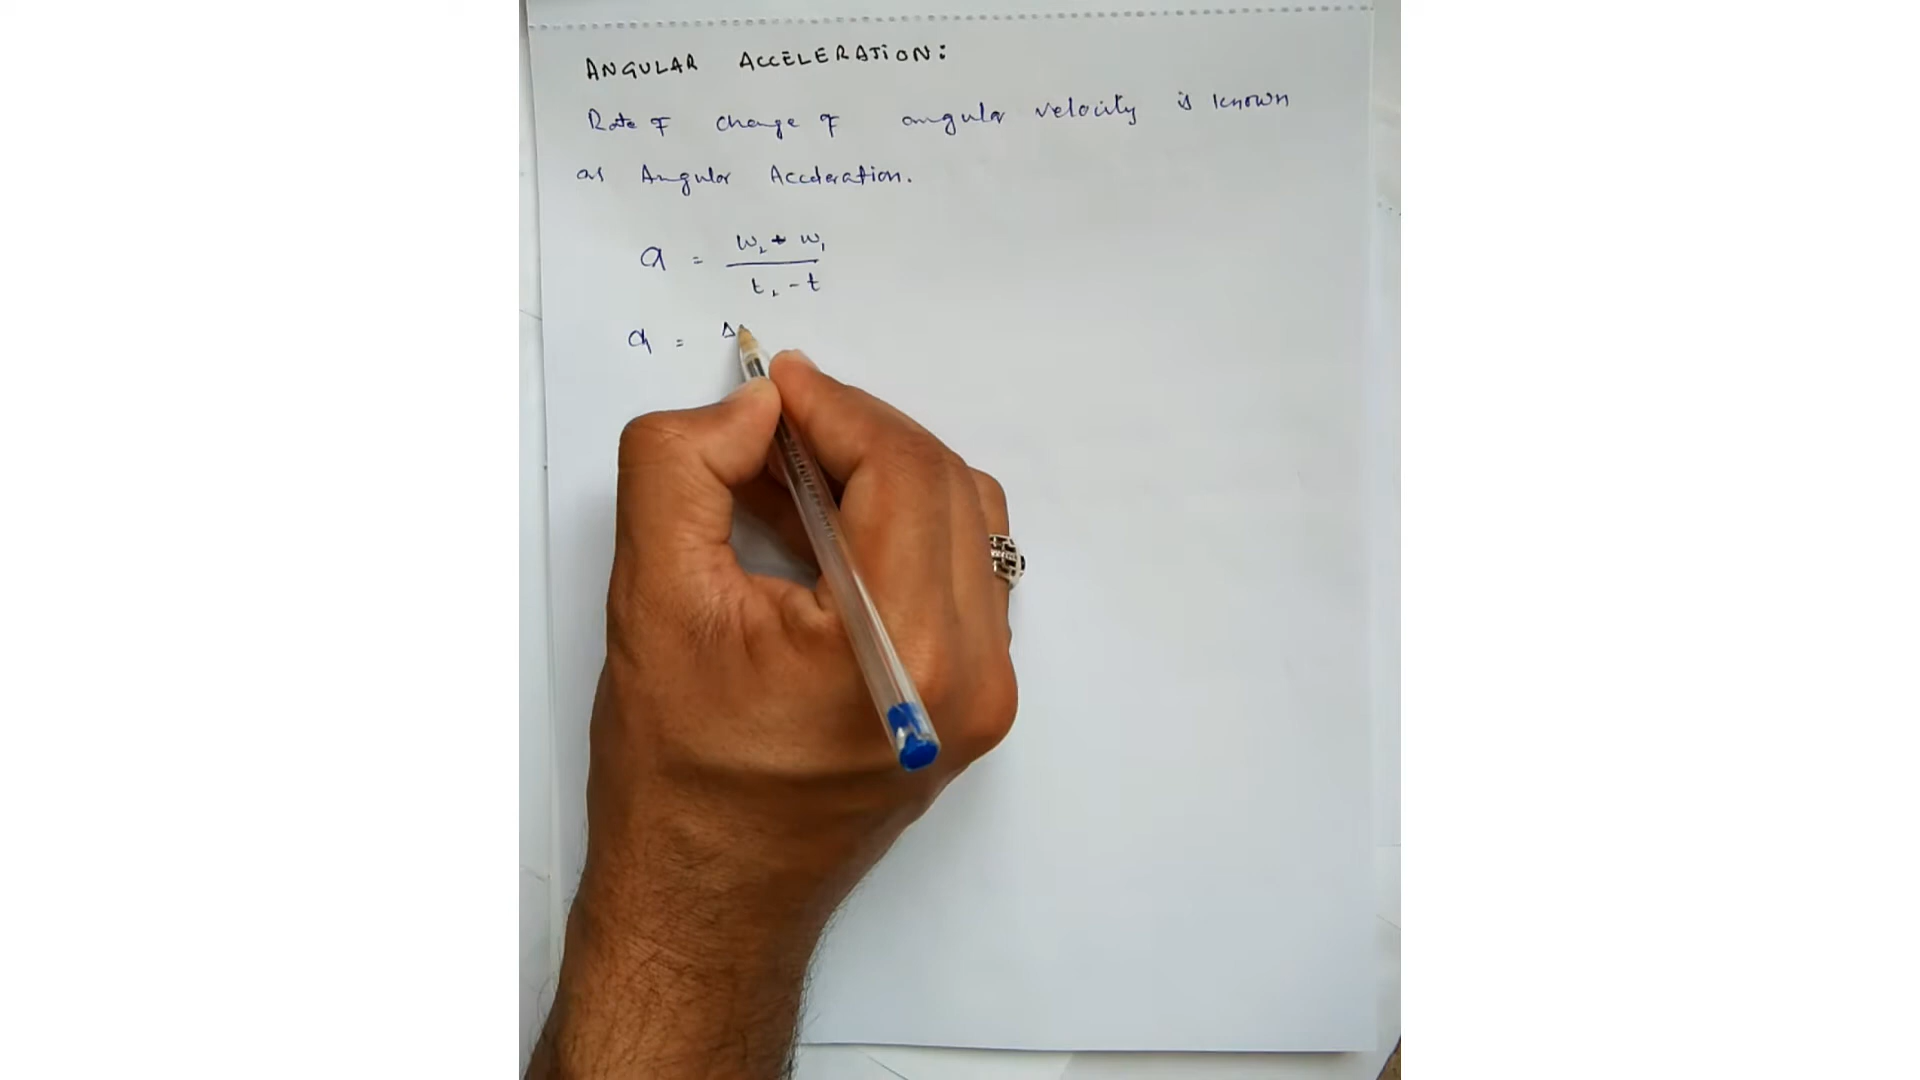 ANGULAR ACCELERATION:
Rate of change of angular velocity is known
as Angular Acceleration.
a = w₂ - w₁
t₂ - t
a = Δ